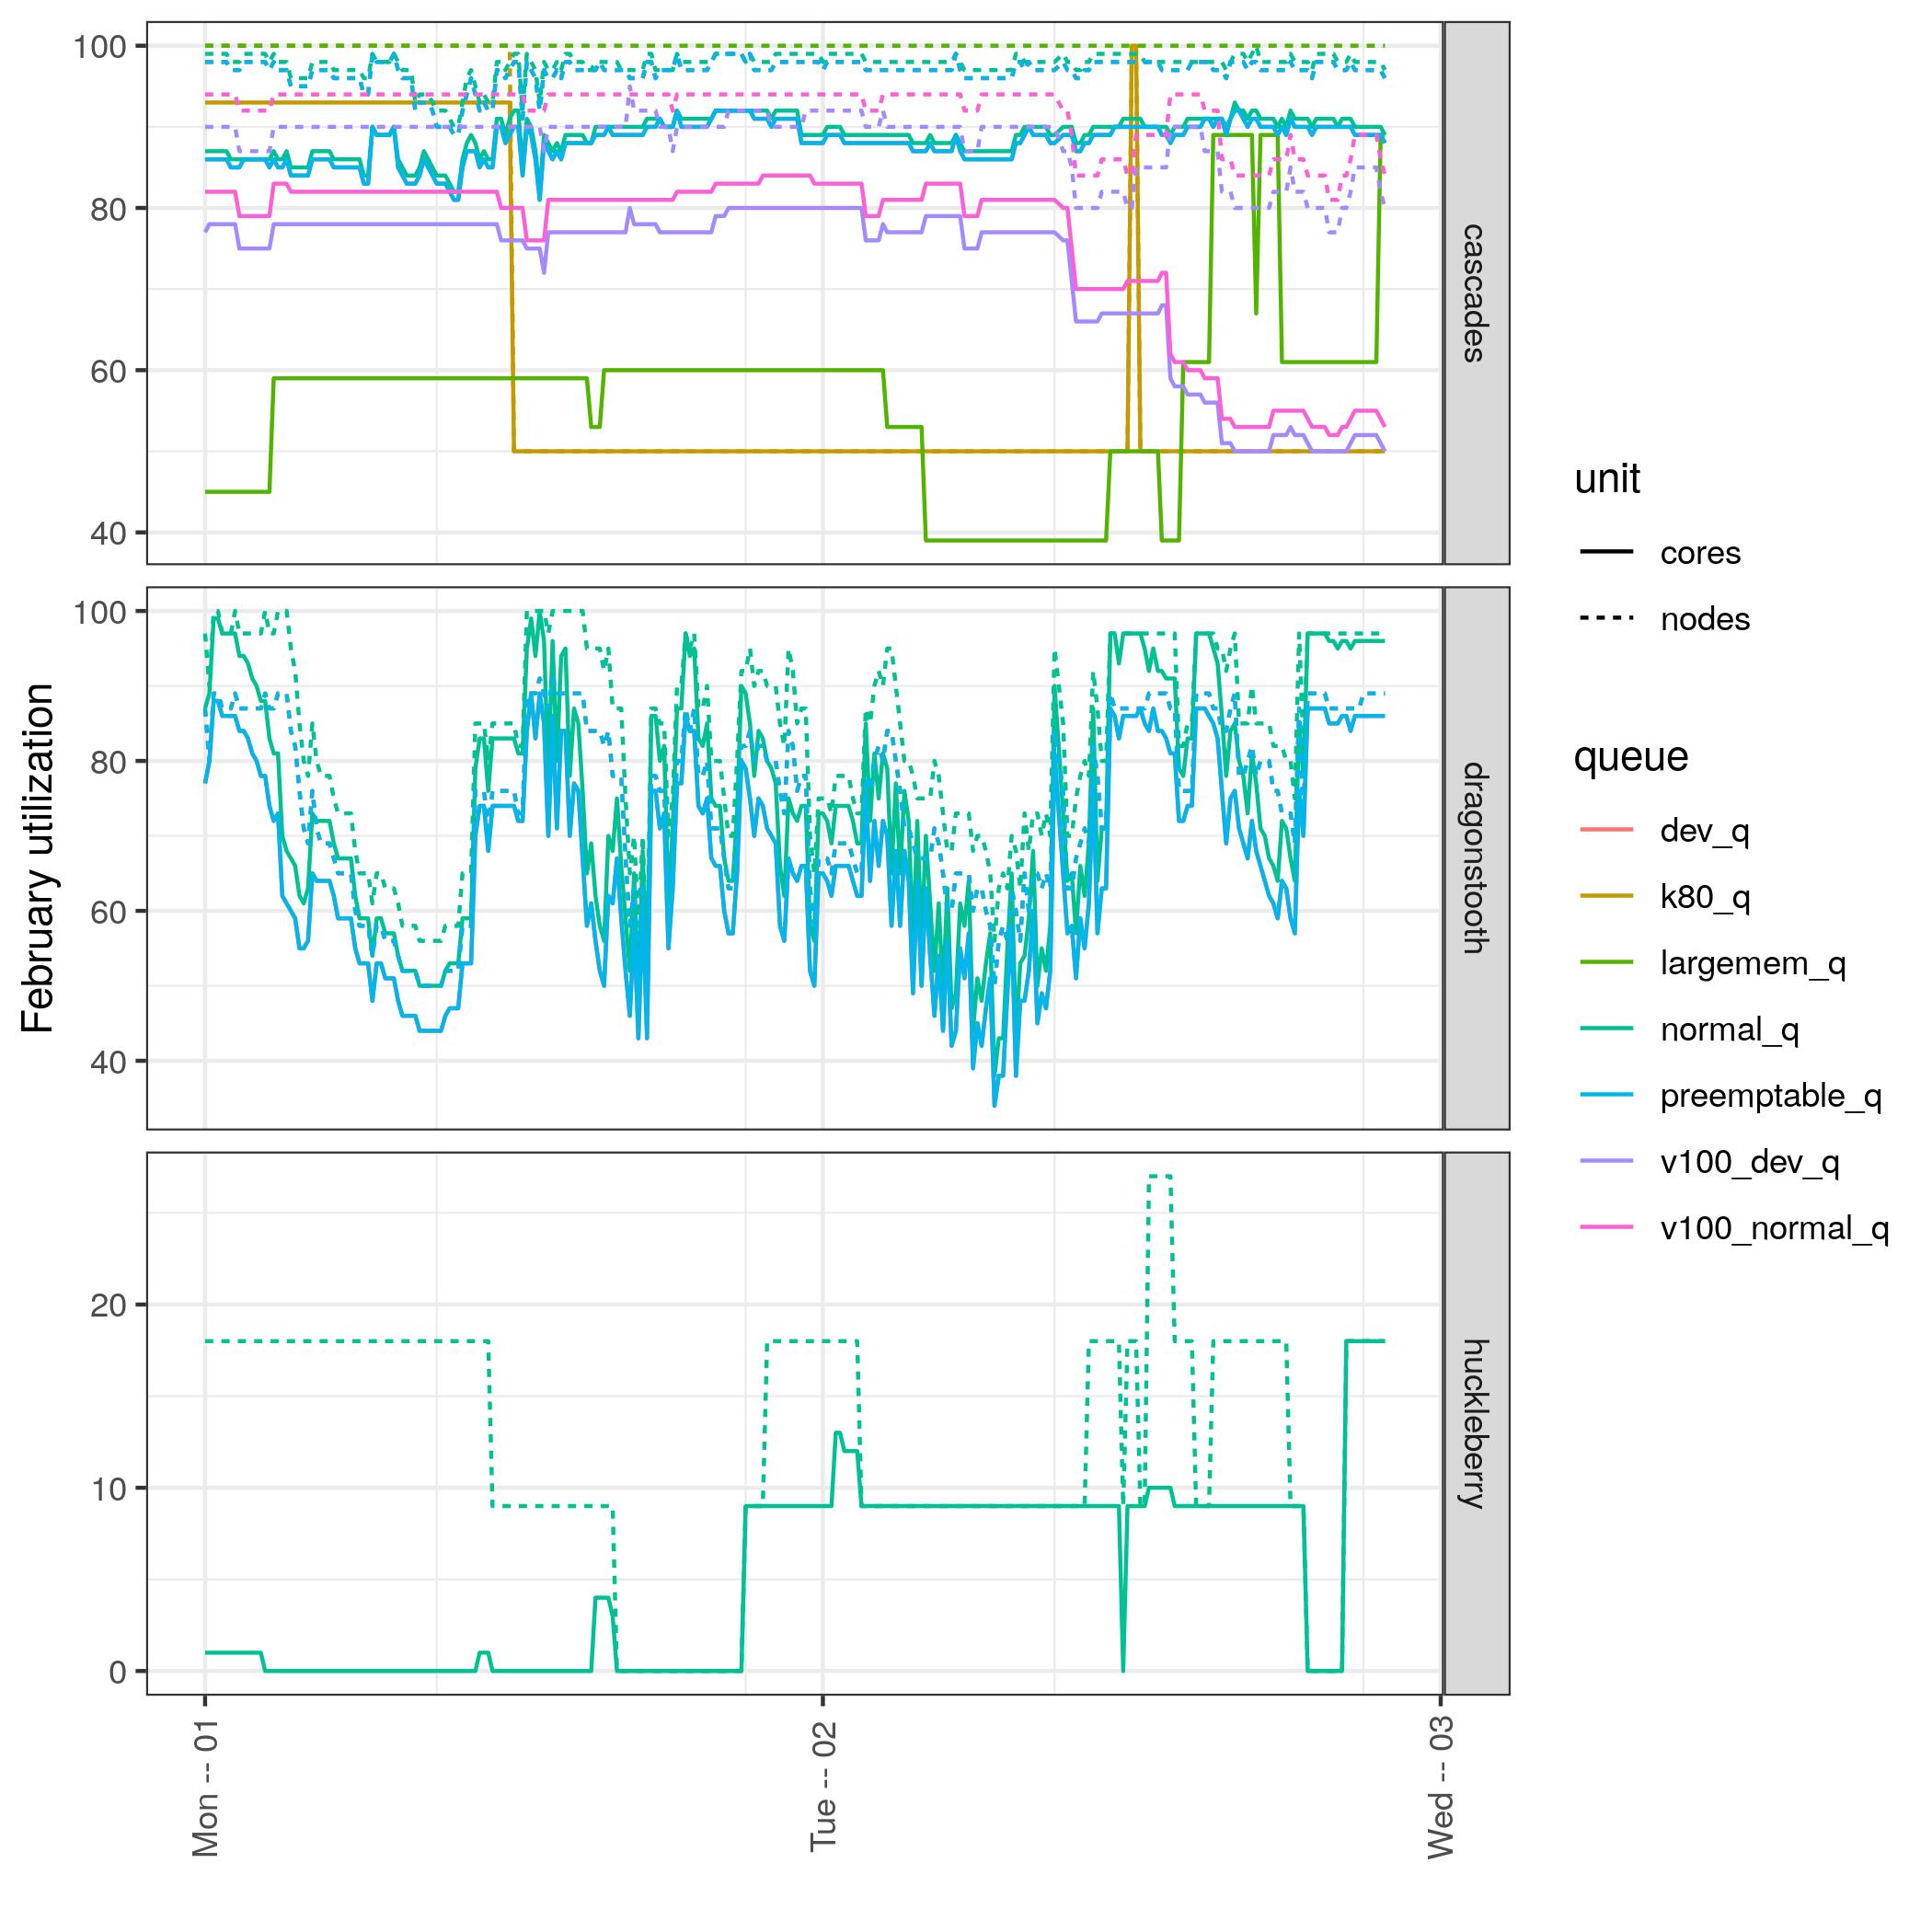 February utilization
100
80
60
40
cascades
100
80
60
40
dragonstooth
20
10
0
huckleberry
Mon -- 01
Tue -- 02
Wed -- 03
unit
cores
nodes
queue
dev_q
k80_q
largemem_q
normal_q
preemptable_q
v100_dev_q
v100_normal_q